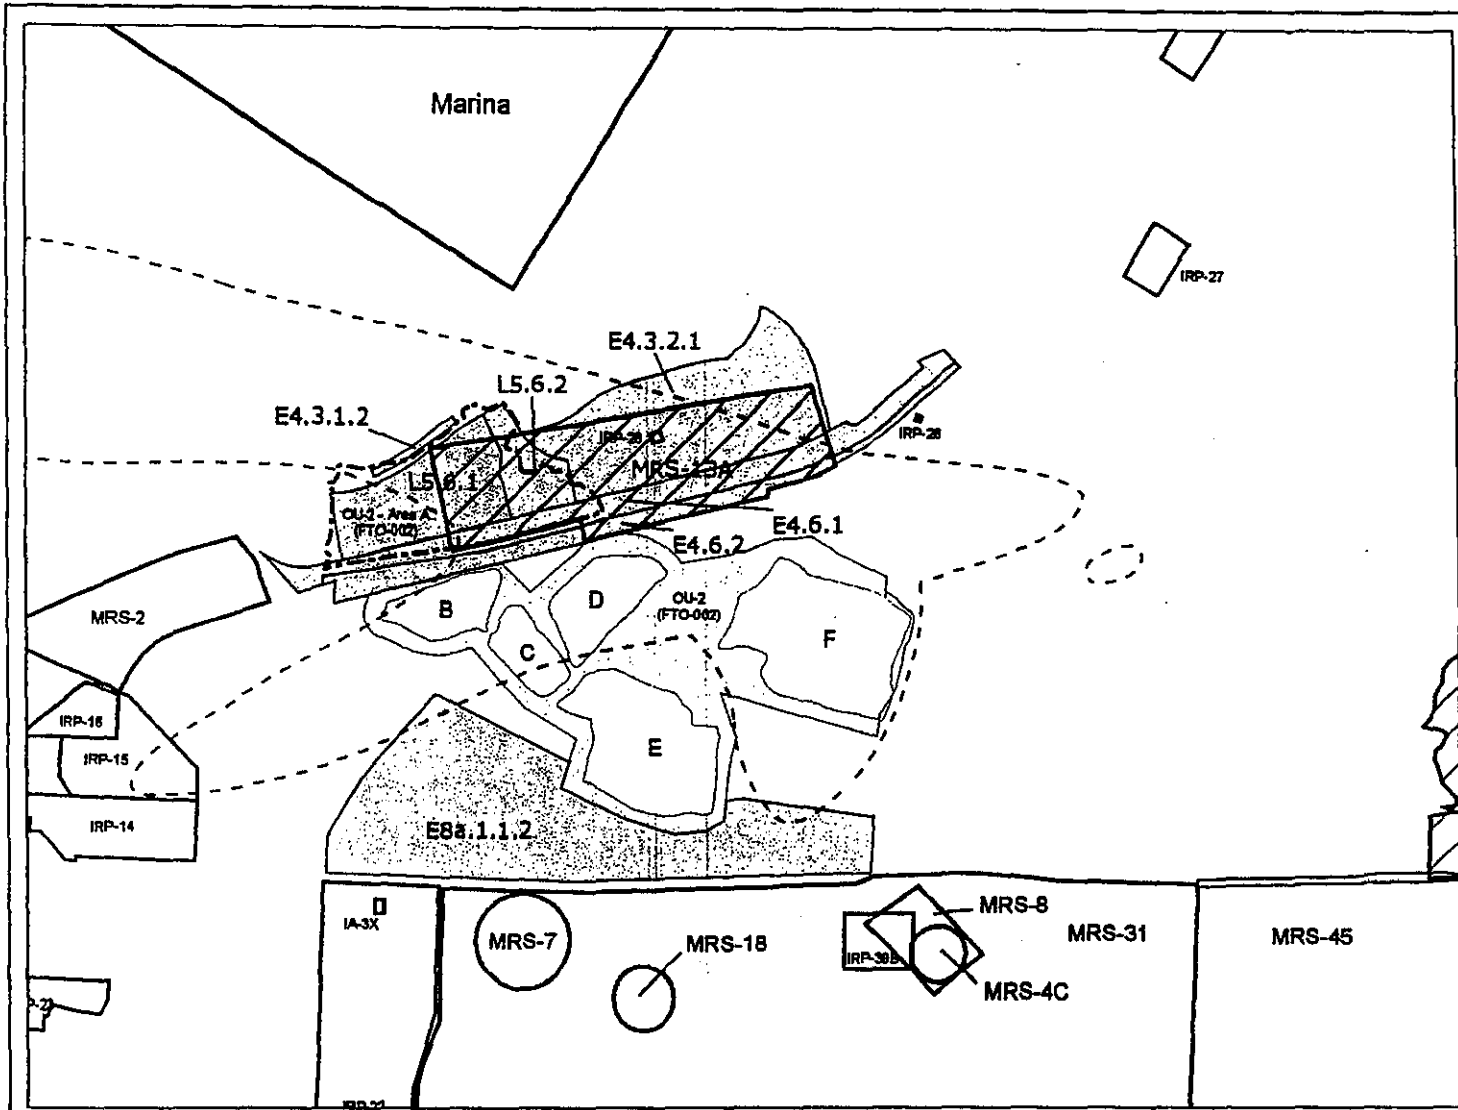 Marina
IRP-27
E4.3.2.1
L5.6.2
E4.3.1.2
IRP-28
MRS-13A
L5.6.1
OU-2 - Area A
(FTO-002)
E4.6.1
E4.6.2
MRS-2
B
D
OU-2
(FTO-002)
C
F
IRP-16
IRP-15
E
IRP-14
E8a.1.1.2
IA-3X
MRS-7
MRS-18
MRS-8
MRS-31
MRS-45
IRP-39B
MRS-4C